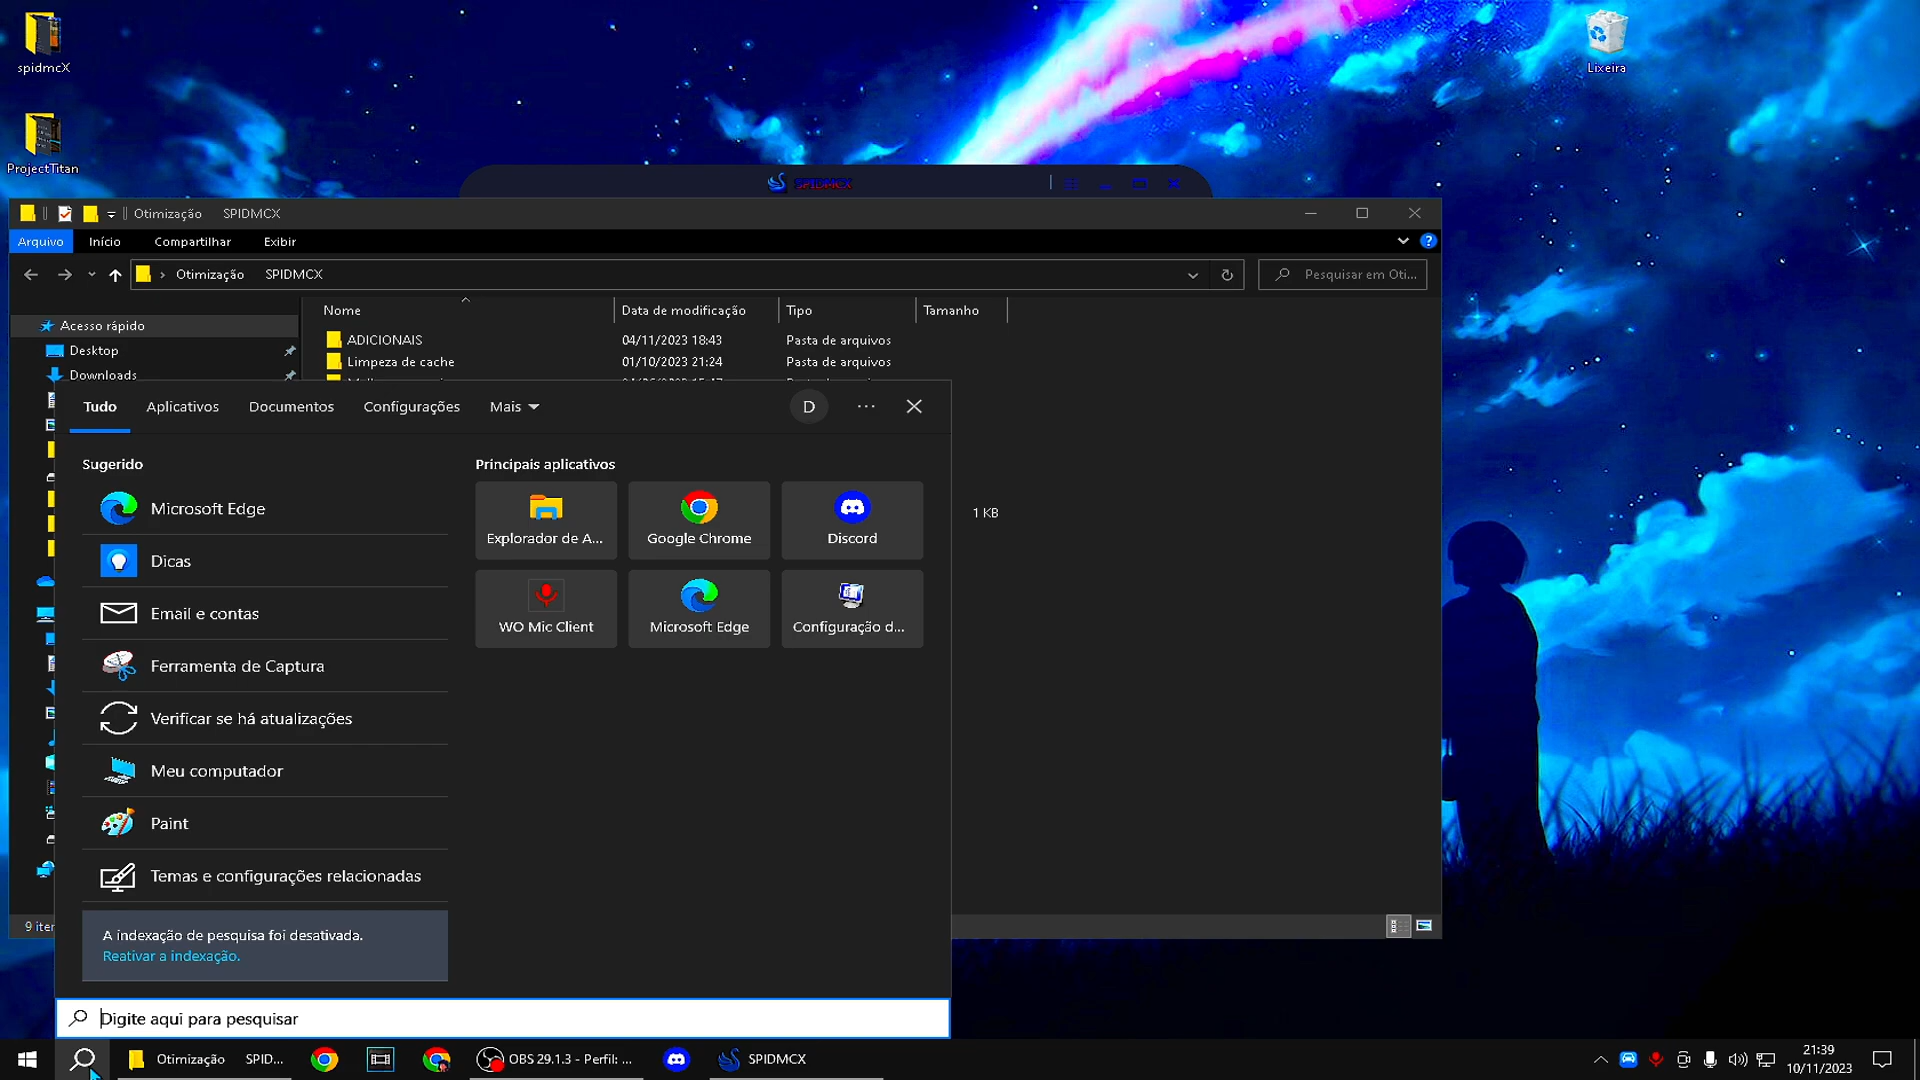 spidmcX
Lixeira
ProjectTitan
SPIDMCX
Otimização SPIDMCX
Arquivo Início Compartilhar Exibir
Otimização SPIDMCX
Pesquisar em Oti...
Nome Data de modificação Tipo Tamanho
Acesso rápido
Desktop
Downloads
ADICIONAIS 04/11/2023 18:43 Pasta de arquivos
Limpeza de cache 01/10/2023 21:24 Pasta de arquivos
1 KB
Tudo Aplicativos Documentos Configurações Mais D
Sugerido
Microsoft Edge
Dicas
Email e contas
Ferramenta de Captura
Verificar se há atualizações
Meu computador
Paint
Temas e configurações relacionadas
A indexação de pesquisa foi desativada.
Reativar a indexação.
Principais aplicativos
Explorador de A...
Google Chrome
Discord
WO Mic Client
Microsoft Edge
Configuração d...
9 iter
Digite aqui para pesquisar
Otimização SPID...
OBS 29.1.3 - Perfil: ...
SPIDMCX
21:39
10/11/2023